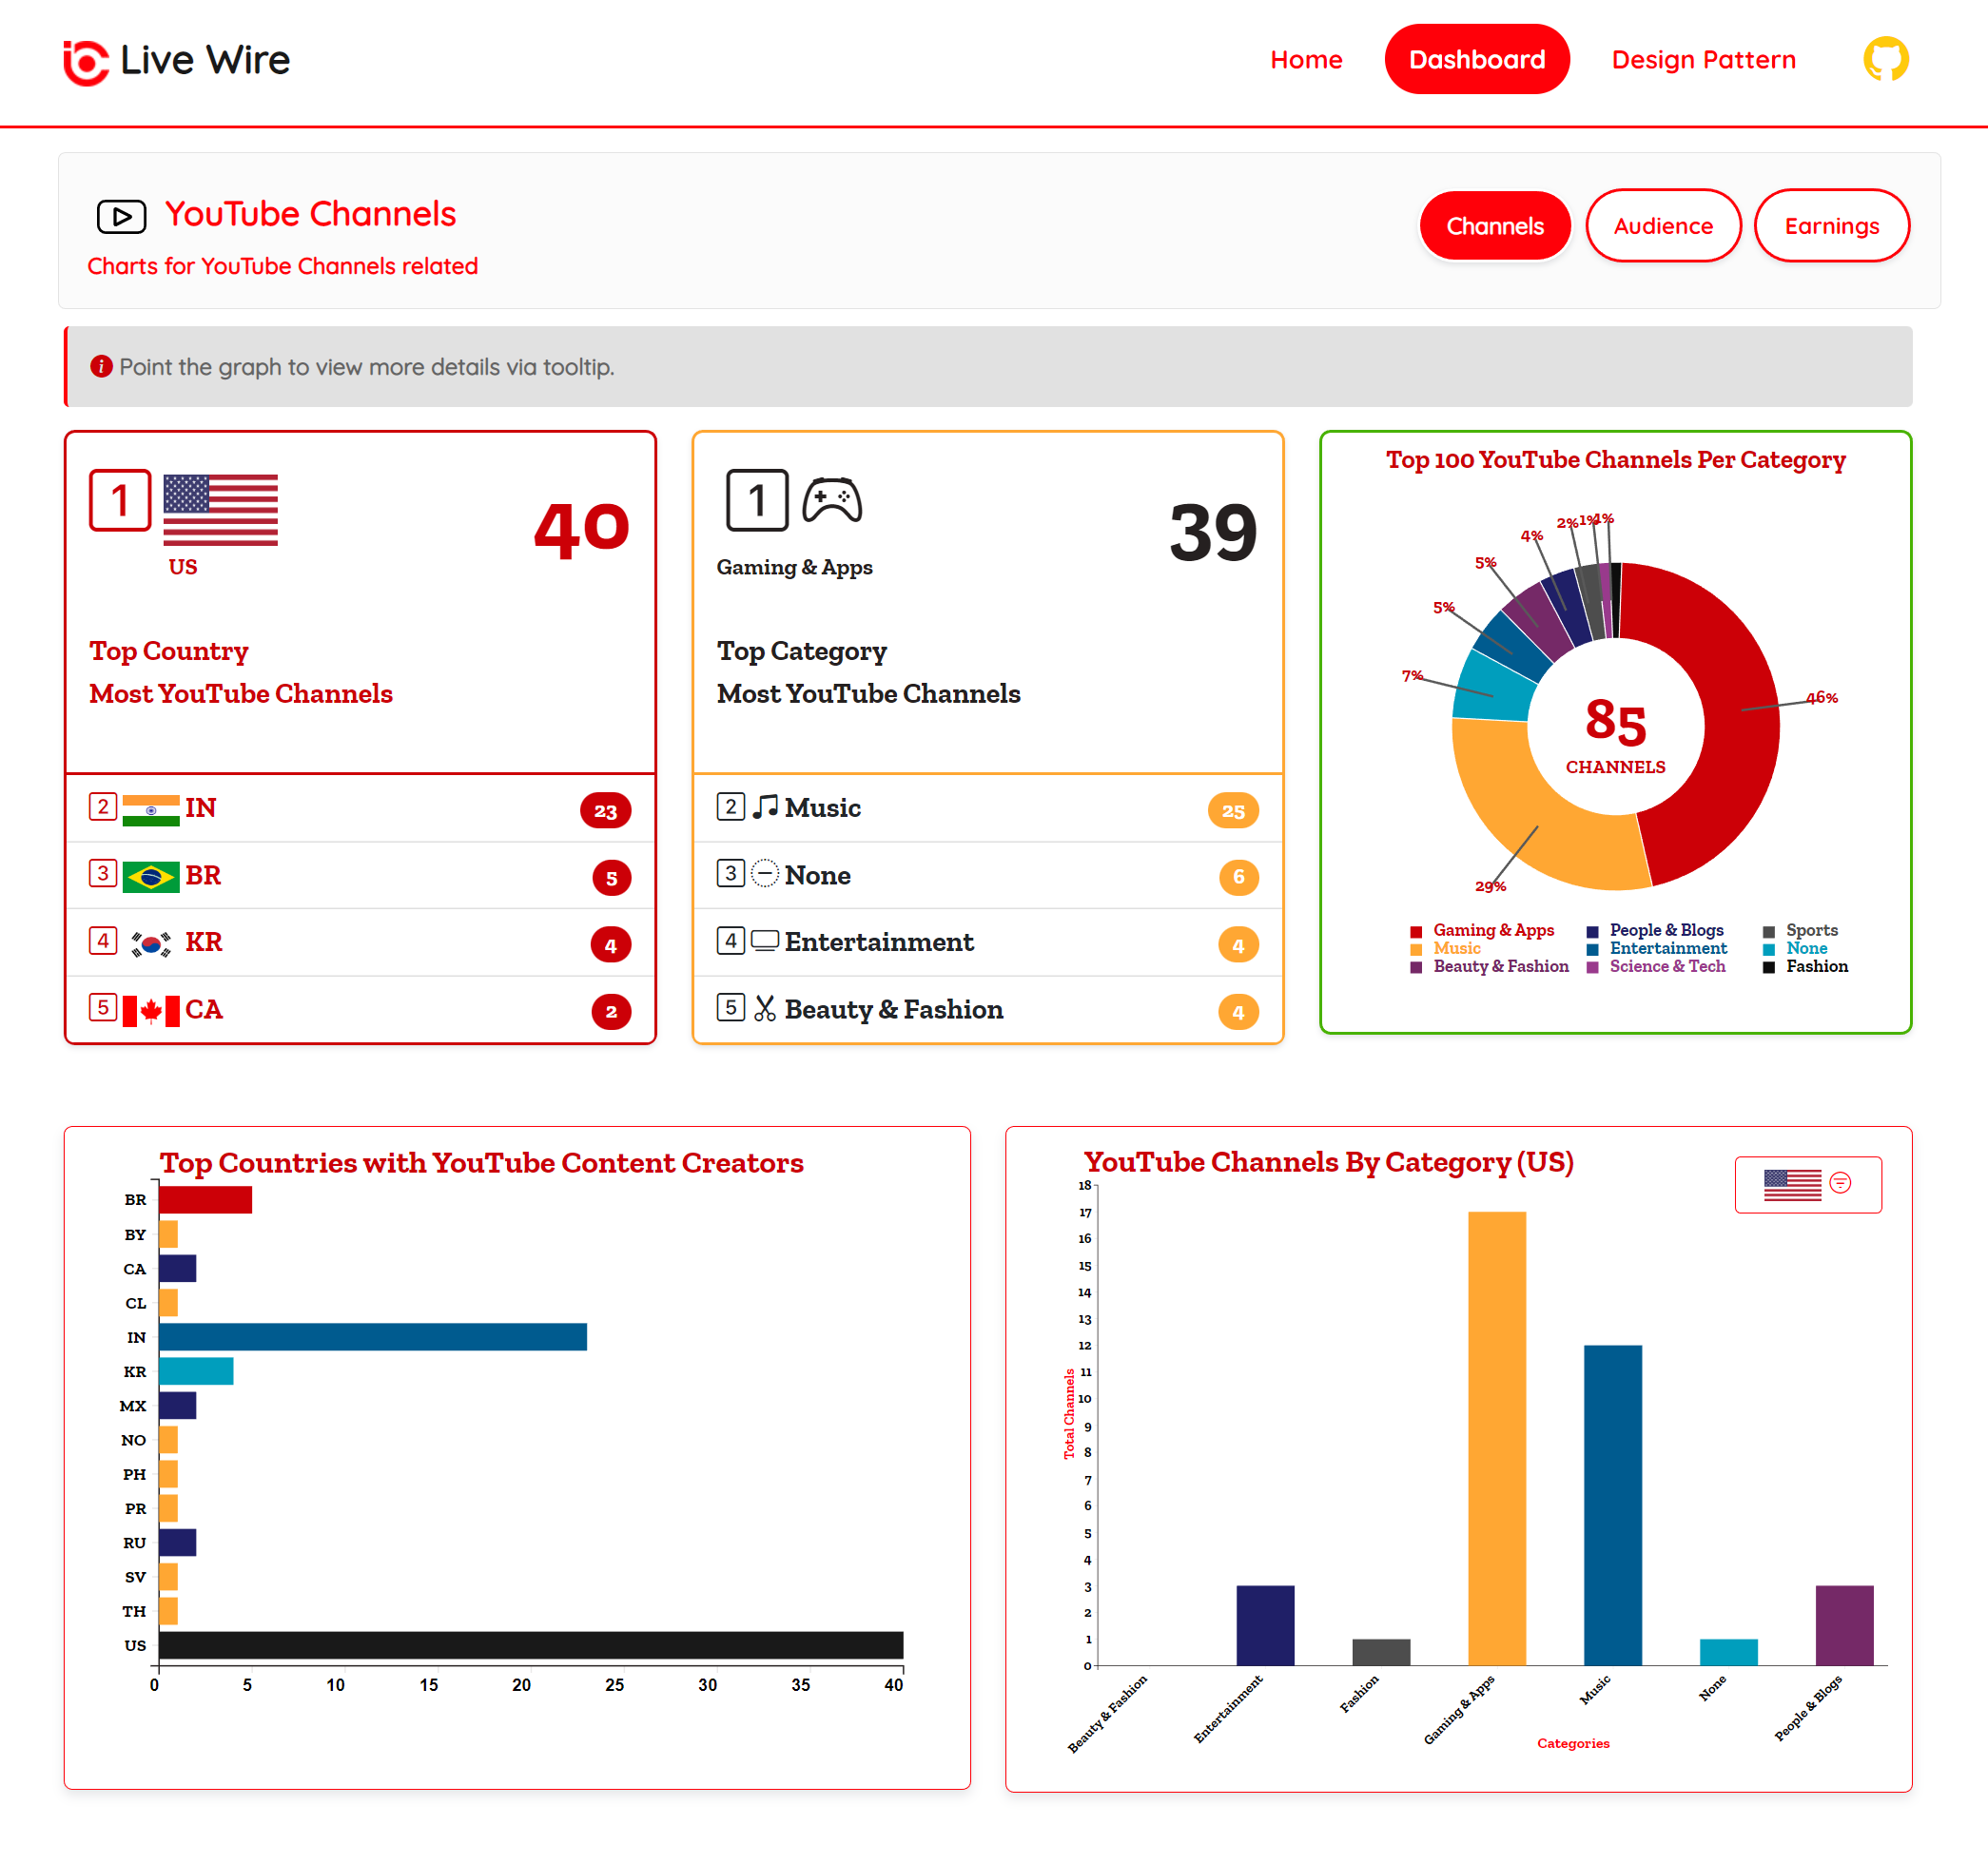 Live Wire
Home
Dashboard
Design Pattern
YouTube Channels
Charts for YouTube Channels related
Channels
Audience
Earnings
Point the graph to view more details via tooltip.
1
US
40
Top Country
Most YouTube Channels
2 IN 23
3 BR 5
4 KR 4
5 CA 2
1
Gaming & Apps
39
Top Category
Most YouTube Channels
2 Music 25
3 None 6
4 Entertainment 4
5 Beauty & Fashion 4
Top 100 YouTube Channels Per Category
46%
29%
7%
5%
5%
4%
2%
1%
1%
85
CHANNELS
Gaming & Apps
People & Blogs
Sports
Music
Entertainment
None
Beauty & Fashion
Science & Tech
Fashion
Top Countries with YouTube Content Creators
BR
BY
CA
CL
IN
KR
MX
NO
PH
PR
RU
SV
TH
US
0 5 10 15 20 25 30 35 40
YouTube Channels By Category (US)
18
17
16
15
14
13
12
11
10
9
8
7
6
5
4
3
2
1
0
Total Channels
Beauty & Fashion
Entertainment
Fashion
Gaming & Apps
Music
None
People & Blogs
Categories